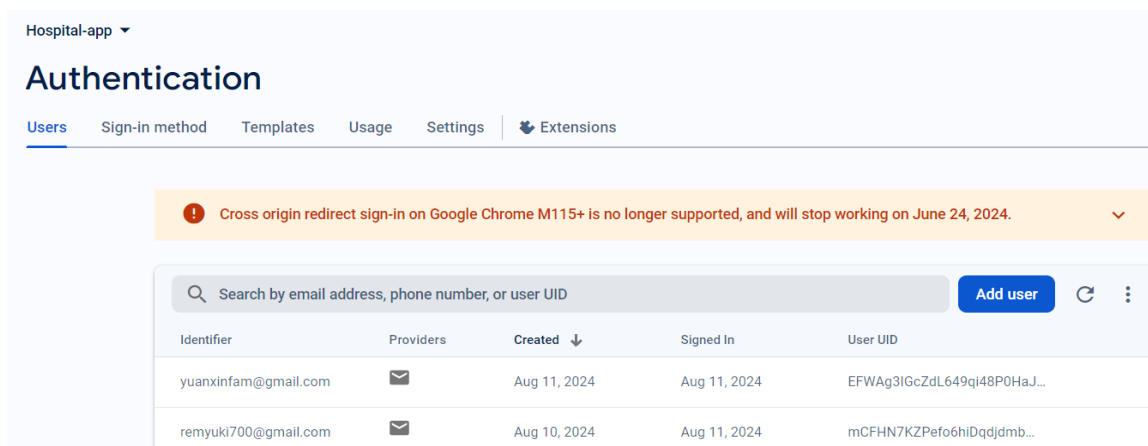 Hospital-app
Authentication
Users Sign-in method Templates Usage Settings Extensions
Cross origin redirect sign-in on Google Chrome M115+ is no longer supported, and will stop working on June 24, 2024.
Search by email address, phone number, or user UID Add user
Identifier Providers Created Signed In User UID
yuanxinfam@gmail.com Aug 11, 2024 Aug 11, 2024 EFWAg3IGcZdL649qi48P0HaJ...
remyuki700@gmail.com Aug 10, 2024 Aug 11, 2024 mCFHN7KZPefo6hiDqdjdmb...